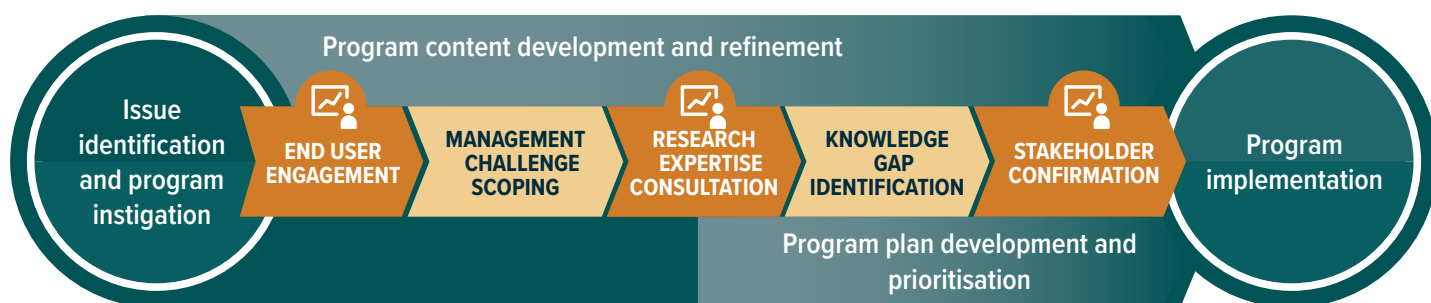 Program content development and refinement
Issue
identification
and program
instigation
END USER
ENGAGEMENT
MANAGEMENT
CHALLENGE
SCOPING
RESEARCH
EXPERTISE
CONSULTATION
KNOWLEDGE
GAP
IDENTIFICATION
STAKEHOLDER
CONFIRMATION
Program
implementation
Program plan development and
prioritisation